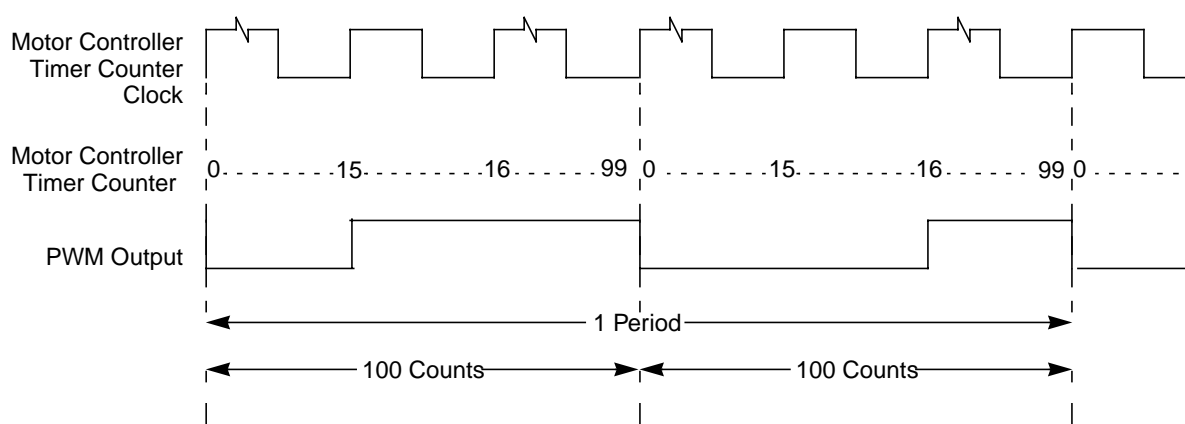 Motor Controller
Timer Counter
Clock
Motor Controller
Timer Counter
0 15 16 99 0 15 16 99 0
PWM Output
1 Period
100 Counts 100 Counts